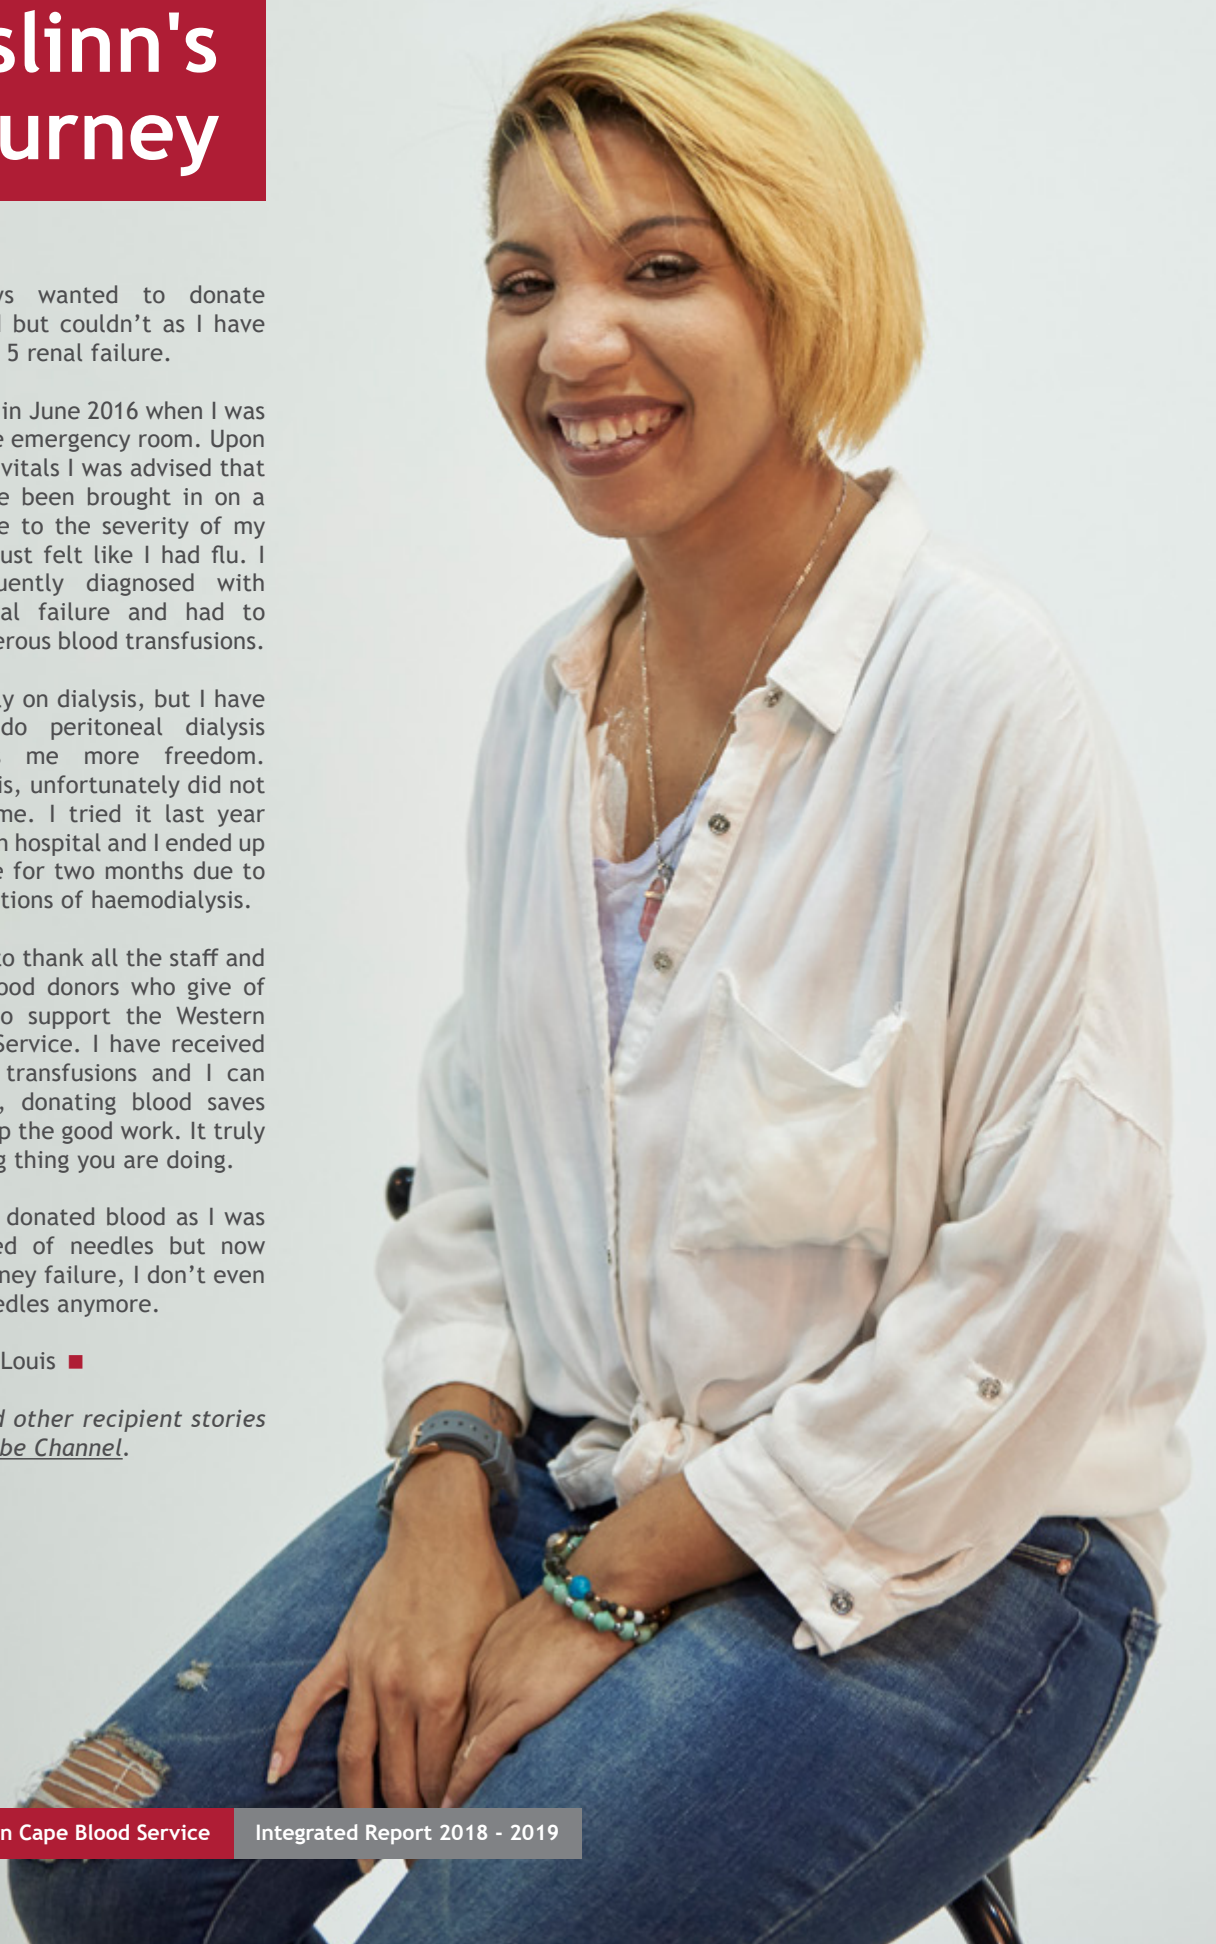 slinn's
urney
ys wanted to donate
but couldn't as I have
5 renal failure.
in June 2016 when I was
e emergency room. Upon
vitals I was advised that
e been brought in on a
e to the severity of my
ust felt like I had flu. I
uently diagnosed with
al failure and had to
erous blood transfusions.
ly on dialysis, but I have
do peritoneal dialysis
me more freedom.
is, unfortunately did not
me. I tried it last year
n hospital and I ended up
e for two months due to
tions of haemodialysis.
to thank all the staff and
ood donors who give of
o support the Western
Service. I have received
transfusions and I can
, donating blood saves
p the good work. It truly
g thing you are doing.
donated blood as I was
ed of needles but now
ney failure, I don't even
edles anymore.
Louis
d other recipient stories
be Channel.
n Cape Blood Service
Integrated Report 2018 - 2019